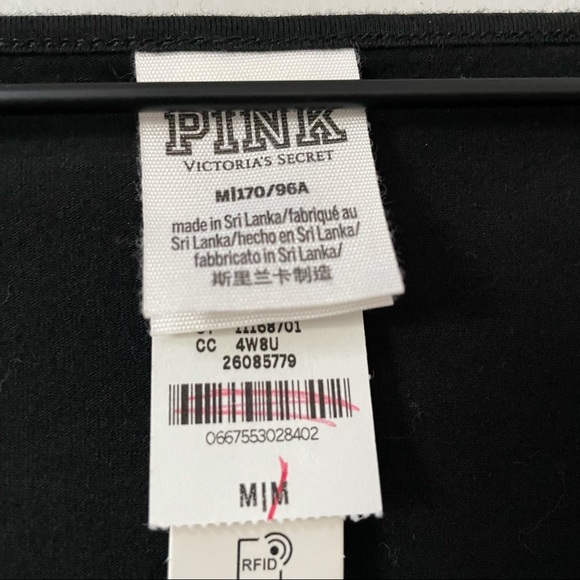 PINK
VICTORIA'S SECRET
M|170/96A
made in Sri Lanka/fabriqué au
Sri Lanka/hecho en Sri Lanka/
fabbricato in Sri Lanka/
斯里兰卡制造
11168701
CC 4W8U
26085779
0667553028402
M|M
RFID